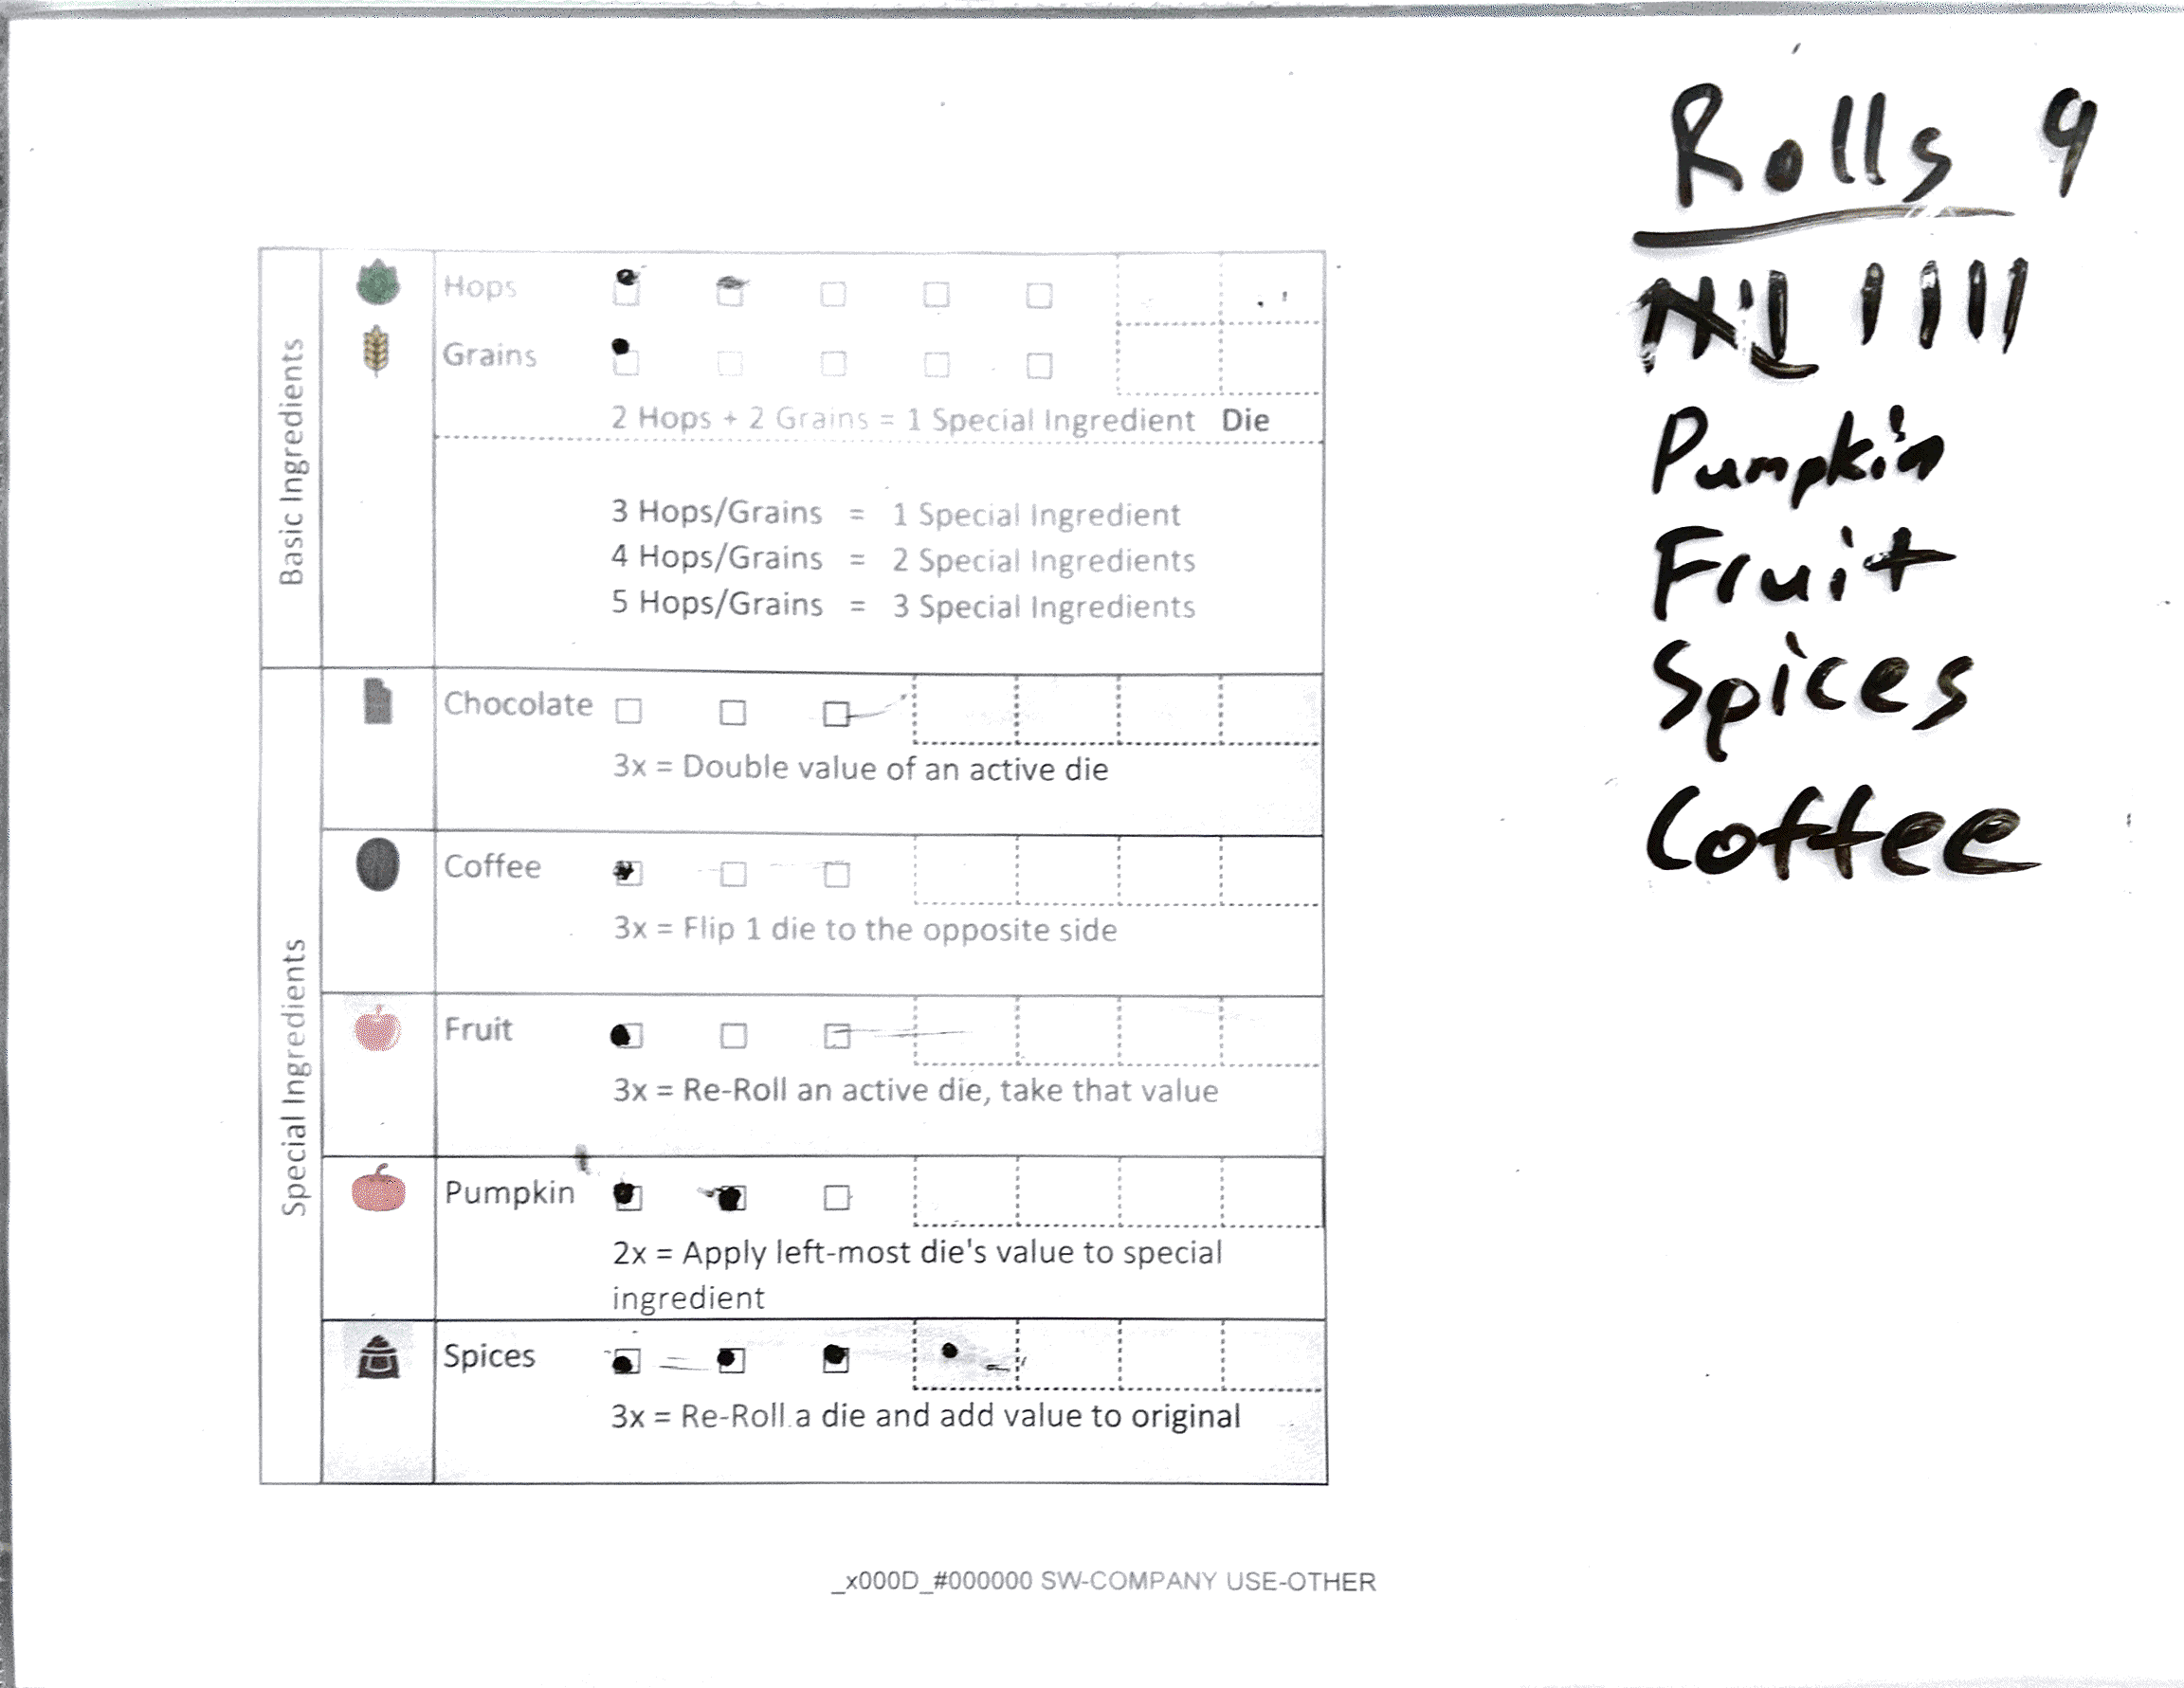 Rolls 9
Pumpkin
Fruit
Spices
Coffee
Basic Ingredients
Hops
Grains
2 Hops + 2 Grains = 1 Special Ingredient Die
3 Hops/Grains = 1 Special Ingredient
4 Hops/Grains = 2 Special Ingredients
5 Hops/Grains = 3 Special Ingredients
Special Ingredients
Chocolate
3x = Double value of an active die
Coffee
3x = Flip 1 die to the opposite side
Fruit
3x = Re-Roll an active die, take that value
Pumpkin
2x = Apply left-most die's value to special
ingredient
Spices
3x = Re-Roll a die and add value to original
_x000D_#000000 SW-COMPANY USE-OTHER